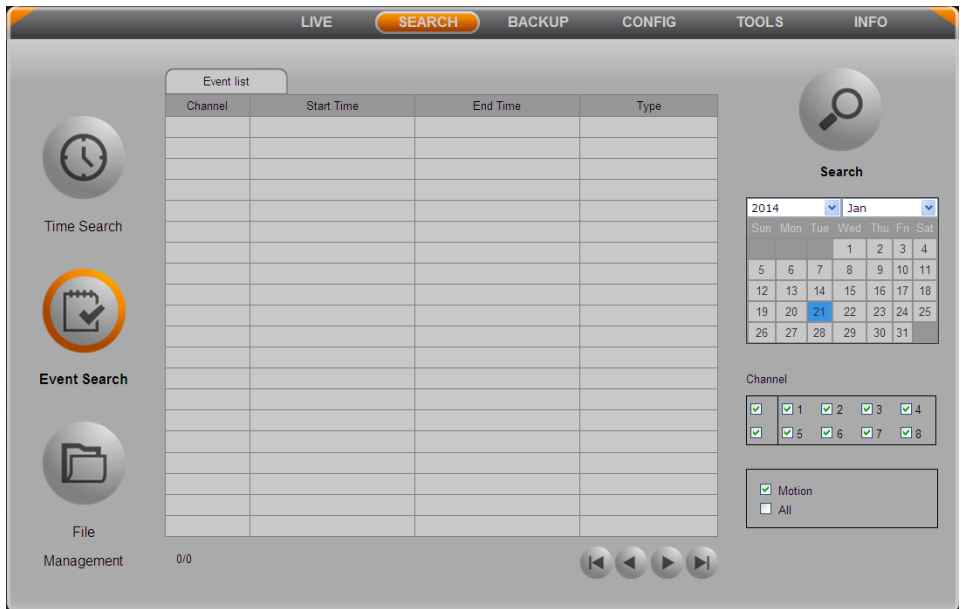 LIVE SEARCH BACKUP CONFIG TOOLS INFO
Event list
Channel Start Time End Time Type
Time Search
Event Search
File
Management
0/0
Search
2014 Jan
Sun Mon Tue Wed Thu Fri Sat
1 2 3 4
5 6 7 8 9 10 11
12 13 14 15 16 17 18
19 20 21 22 23 24 25
26 27 28 29 30 31
Channel
1 2 3 4
5 6 7 8
Motion
All